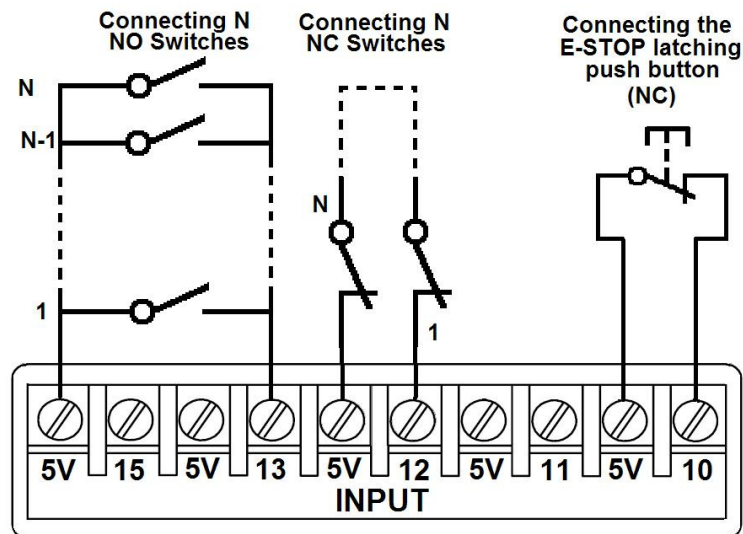 Connecting N
NO Switches
Connecting N
NC Switches
Connecting the
E-STOP latching
push button
(NC)
N
N-1
N
1
1
5V 15 5V 13 5V 12 5V 11 5V 10
INPUT